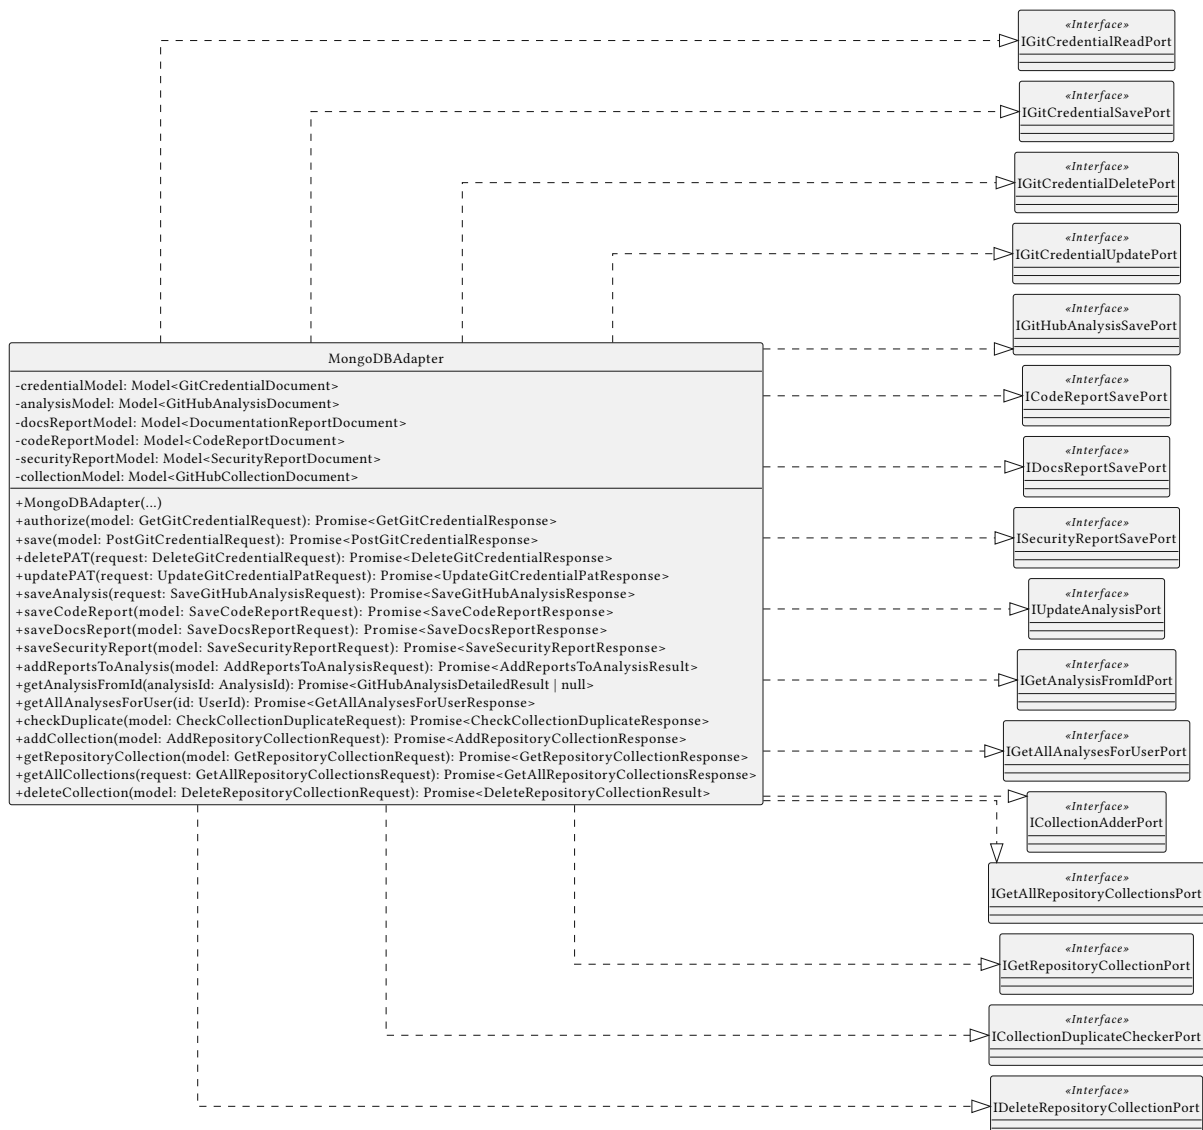 «Interface»
IGitCredentialReadPort
«Interface»
IGitCredentialSavePort
«Interface»
IGitCredentialDeletePort
«Interface»
IGitCredentialUpdatePort
«Interface»
IGitHubAnalysisSavePort
MongoDBAdapter
-credentialModel: Model<GitCredentialDocument>
-analysisModel: Model<GitHubAnalysisDocument>
-docsReportModel: Model<DocumentationReportDocument>
-codeReportModel: Model<CodeReportDocument>
-securityReportModel: Model<SecurityReportDocument>
-collectionModel: Model<GitHubCollectionDocument>
+MongoDBAdapter(...)
+authorize(model: GetGitCredentialRequest): Promise<GetGitCredentialResponse>
+save(model: PostGitCredentialRequest): Promise<PostGitCredentialResponse>
+deletePAT(request: DeleteGitCredentialRequest): Promise<DeleteGitCredentialResponse>
+updatePAT(request: UpdateGitCredentialPatRequest): Promise<UpdateGitCredentialPatResponse>
+saveAnalysis(request: SaveGitHubAnalysisRequest): Promise<SaveGitHubAnalysisResponse>
+saveCodeReport(model: SaveCodeReportRequest): Promise<SaveCodeReportResponse>
+saveDocsReport(model: SaveDocsReportRequest): Promise<SaveDocsReportResponse>
+saveSecurityReport(model: SaveSecurityReportRequest): Promise<SaveSecurityReportResponse>
+addReportsToAnalysis(model: AddReportsToAnalysisRequest): Promise<AddReportsToAnalysisResult>
+getAnalysisFromId(analysisId: AnalysisId): Promise<GitHubAnalysisDetailedResult | null>
+getAllAnalysesForUser(id: UserId): Promise<GetAllAnalysesForUserResponse>
+checkDuplicate(model: CheckCollectionDuplicateRequest): Promise<CheckCollectionDuplicateResponse>
+addCollection(model: AddRepositoryCollectionRequest): Promise<AddRepositoryCollectionResponse>
+getRepositoryCollection(model: GetRepositoryCollectionRequest): Promise<GetRepositoryCollectionResponse>
+getAllCollections(request: GetAllRepositoryCollectionsRequest): Promise<GetAllRepositoryCollectionsResponse>
+deleteCollection(model: DeleteRepositoryCollectionRequest): Promise<DeleteRepositoryCollectionResult>
«Interface»
ICodeReportSavePort
«Interface»
IDocsReportSavePort
«Interface»
ISecurityReportSavePort
«Interface»
IUpdateAnalysisPort
«Interface»
IGetAnalysisFromIdPort
«Interface»
IGetAllAnalysesForUserPort
«Interface»
ICollectionAdderPort
«Interface»
IGetAllRepositoryCollectionsPort
«Interface»
IGetRepositoryCollectionPort
«Interface»
ICollectionDuplicateCheckerPort
«Interface»
IDeleteRepositoryCollectionPort